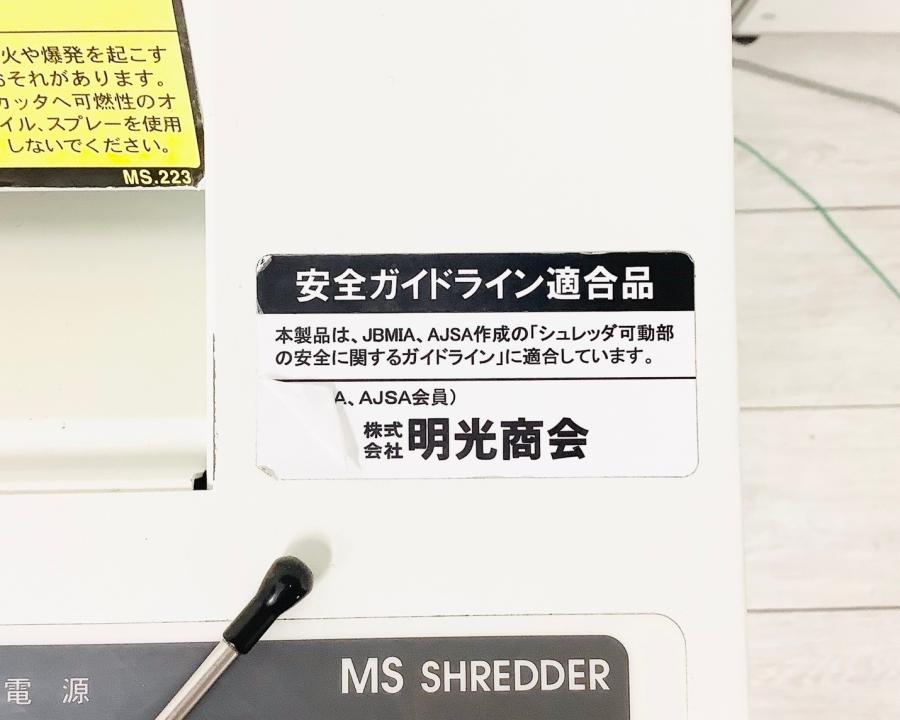 火や爆発を起こす
おそれがあります。
カッタへ可燃性のオ
イル、スプレーを使用
しないでください。
MS.223
安全ガイドライン適合品
本製品は、JBMIA、AJSA作成の「シュレッダ可動部
の安全に関するガイドライン」に適合しています。
A、AJSA会員)
株式
会社
明光商会
電源
MS SHREDDER